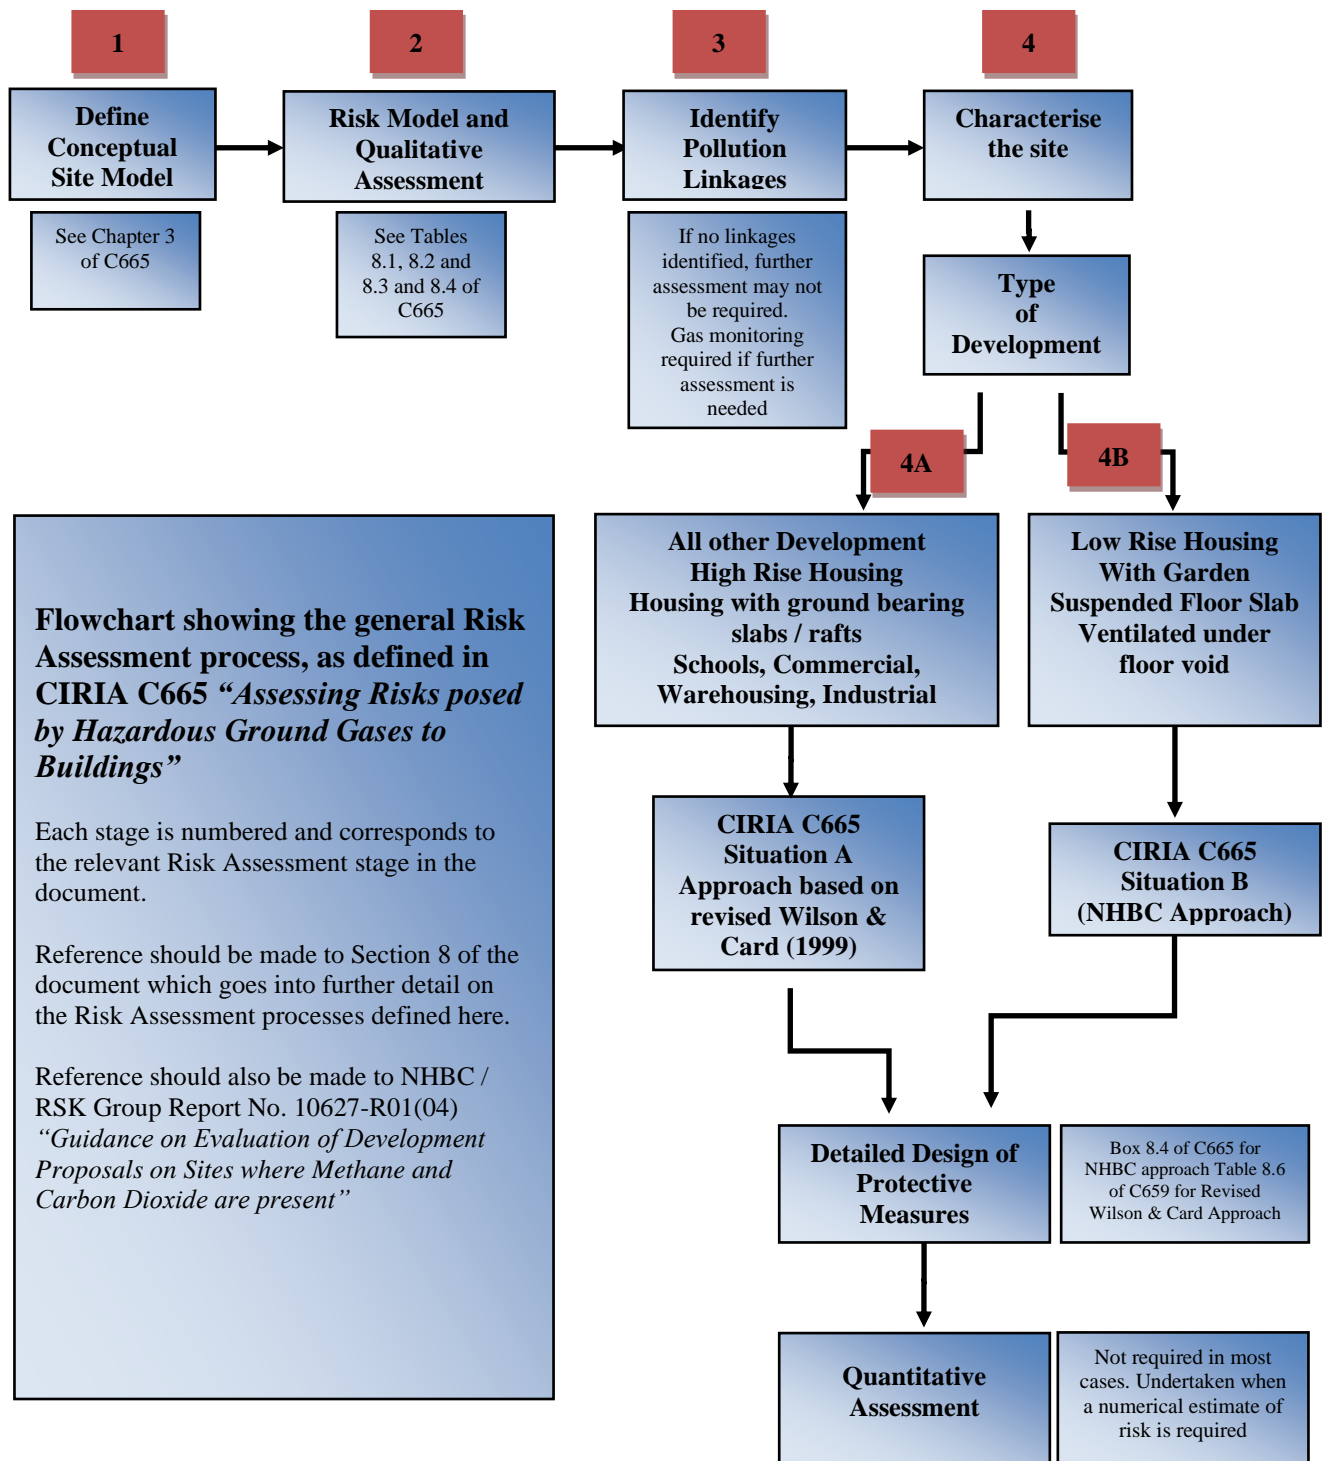 1
Define
Conceptual
Site Model
See Chapter 3
of C665
2
Risk Model and
Qualitative
Assessment
See Tables
8.1, 8.2 and
8.3 and 8.4 of
C665
3
Identify
Pollution
Linkages
If no linkages
identified, further
assessment may not
be required.
Gas monitoring
required if further
assessment is
needed
4
Characterise
the site
Type
of
Development
4A
All other Development
High Rise Housing
Housing with ground bearing
slabs / rafts
Schools, Commercial,
Warehousing, Industrial
CIRIA C665
Situation A
Approach based on
revised Wilson &
Card (1999)
4B
Low Rise Housing
With Garden
Suspended Floor Slab
Ventilated under
floor void
CIRIA C665
Situation B
(NHBC Approach)
Detailed Design of
Protective
Measures
Box 8.4 of C665 for
NHBC approach Table 8.6
of C659 for Revised
Wilson & Card Approach
Quantitative
Assessment
Not required in most
cases. Undertaken when
a numerical estimate of
risk is required
Flowchart showing the general Risk
Assessment process, as defined in
CIRIA C665 “Assessing Risks posed
by Hazardous Ground Gases to
Buildings”
Each stage is numbered and corresponds to
the relevant Risk Assessment stage in the
document.
Reference should be made to Section 8 of the
document which goes into further detail on
the Risk Assessment processes defined here.
Reference should also be made to NHBC /
RSK Group Report No. 10627-R01(04)
“Guidance on Evaluation of Development
Proposals on Sites where Methane and
Carbon Dioxide are present”